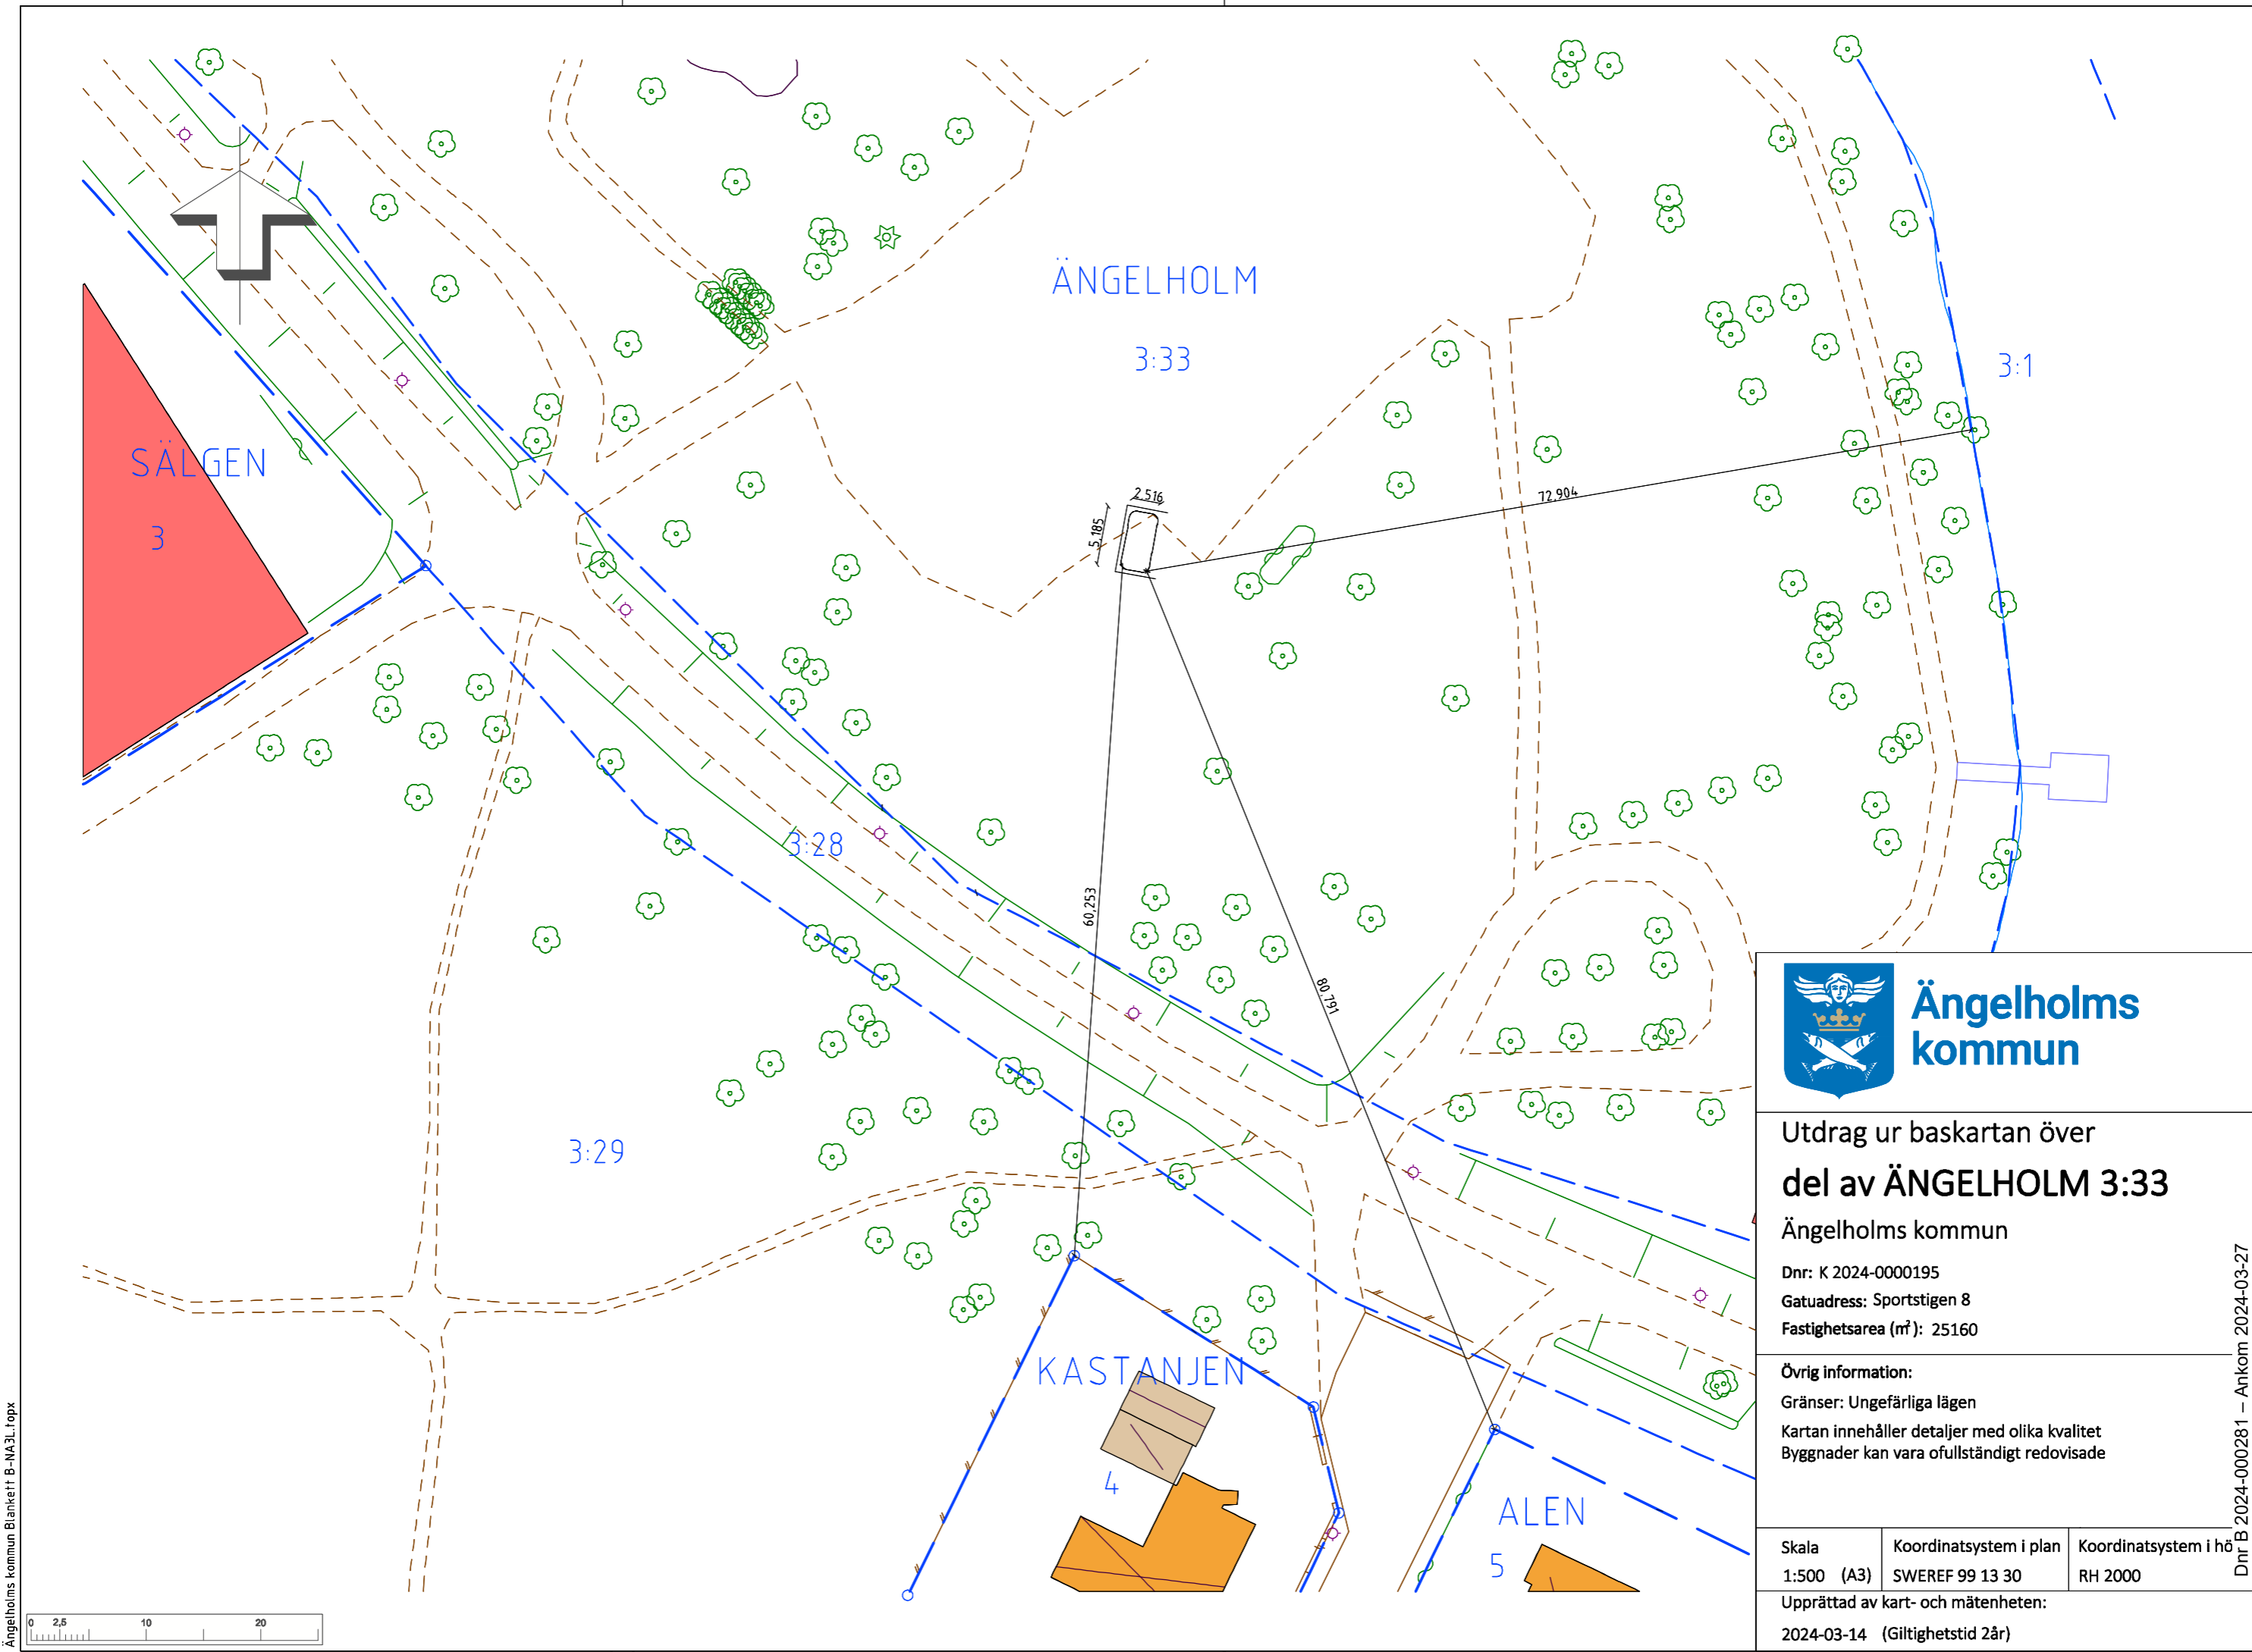 ÄNGELHOLM
3:33
3:1
SÄLGEN
3
2.516
5,185
72,904
3:28
60,253
80.791
3:29
KASTANJEN
4
ALEN
5
Ängelholms
kommun
Utdrag ur baskartan över
del av ÄNGELHOLM 3:33
Ängelholms kommun
Dnr: K 2024-0000195
Gatuadress: Sportstigen 8
Fastighetsarea (m²): 25160
Övrig information:
Gränser: Ungefärliga lägen
Kartan innehåller detaljer med olika kvalitet
Byggnader kan vara ofullständigt redovisade
Skala
1:500 (A3)
Koordinatsystem i plan
SWEREF 99 13 30
Koordinatsystem i hö
RH 2000
Upprättad av kart- och mätenheten:
2024-03-14 (Giltighetstid 2år)
Dnr B 2024-000281 – Ankom 2024-03-27
Ängelholms kommun Blankett B-NA3L.topx
0 2,5 10 20